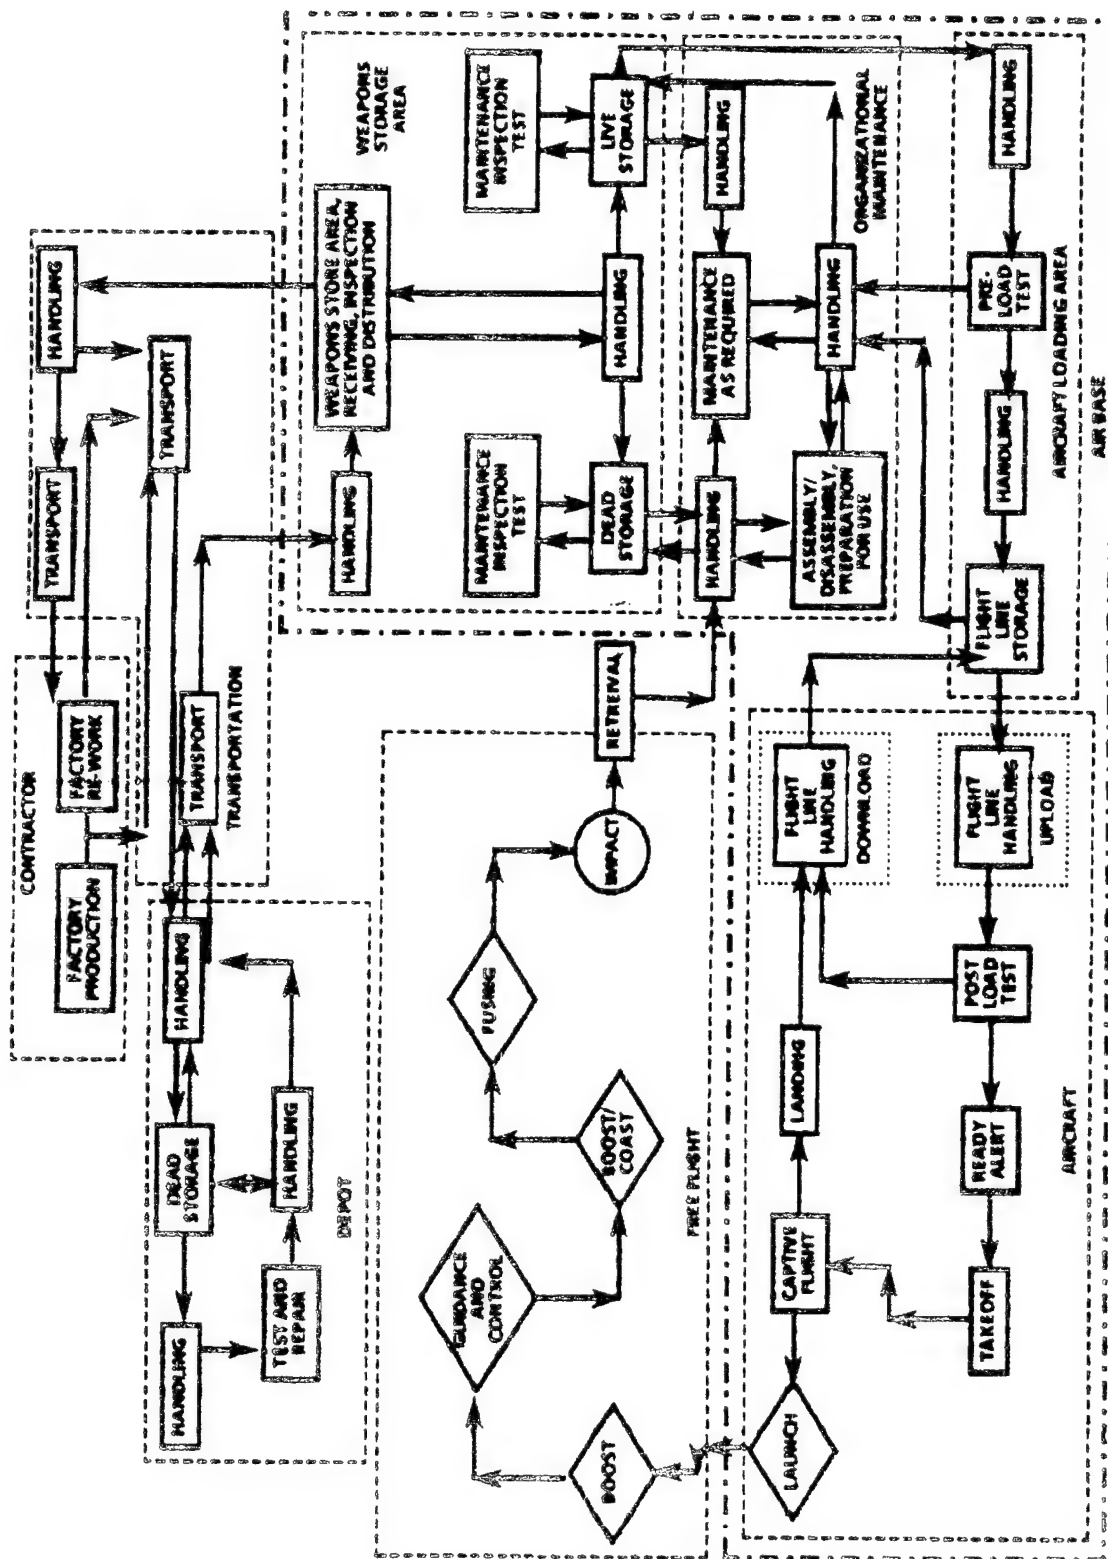 CONTRACTOR
FACTORY
PRODUCTION
FACTORY
RE-WORK
TRANSPORT
HANDLING
TRANSPORT
TRANSPORT
TRANSPORTATION
HANDLING
DEAD
STORAGE
HANDLING
TEST AND
REPAIR
HANDLING
DEPOT
HANDLING
WEAPONS STORE AREA,
RECEIVING, INSPECTION
AND DISTRIBUTION
WEAPONS
STORAGE
AREA
MAINTENANCE
INSPECTION
TEST
MAINTENANCE
INSPECTION
TEST
DEAD
STORAGE
HANDLING
LIVE
STORAGE
HANDLING
MAINTENANCE
AS REQUIRED
HANDLING
ASSEMBLY/
DISASSEMBLY,
PREPARATION
FOR USE
HANDLING
ORGANIZATIONAL
MAINTENANCE
BOOST
GUIDANCE
AND
CONTROL
BOOST/
COAST
FUSING
IMPACT
RETREIVAL
FREE FLIGHT
LAUNCH
CAPTIVE
FLIGHT
LANDING
FLIGHT
LINE
HANDLING
DOWNLOAD
TAKEOFF
READY
ALERT
POST
LOAD
TEST
FLIGHT
LINE
HANDLING
UPLOAD
AIRCRAFT
FLIGHT
LINE
STORAGE
HANDLING
PRE-
LOAD
TEST
HANDLING
AIRCRAFT LOADING AREA
AIR BASE